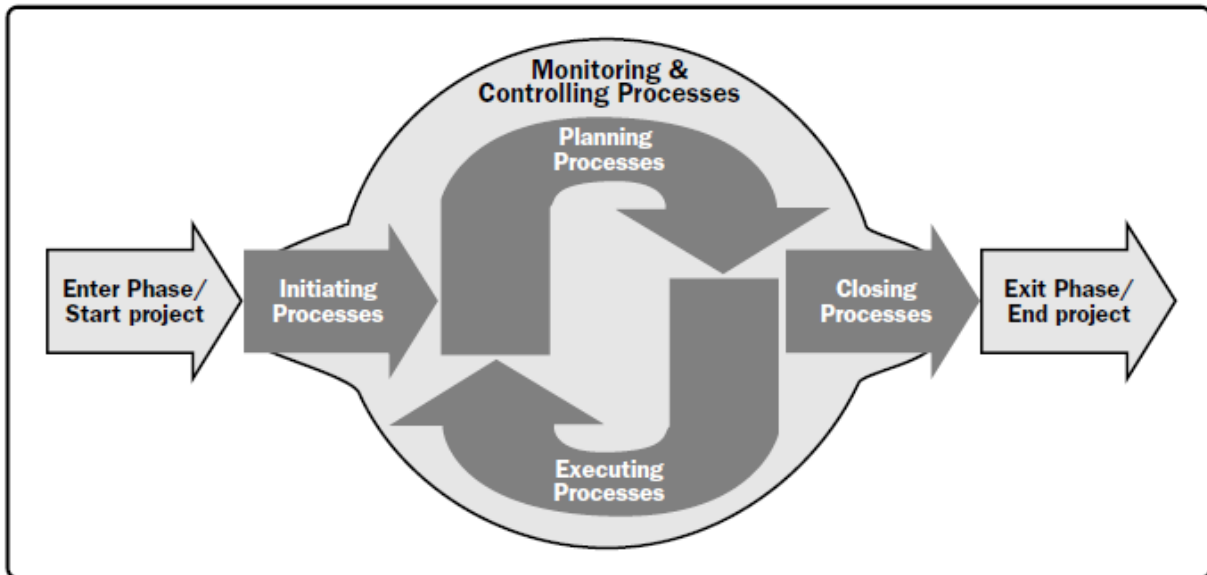 Monitoring &
Controlling Processes
Planning
Processes
Enter Phase/
Start project
Initiating
Processes
Closing
Processes
Exit Phase/
End project
Executing
Processes